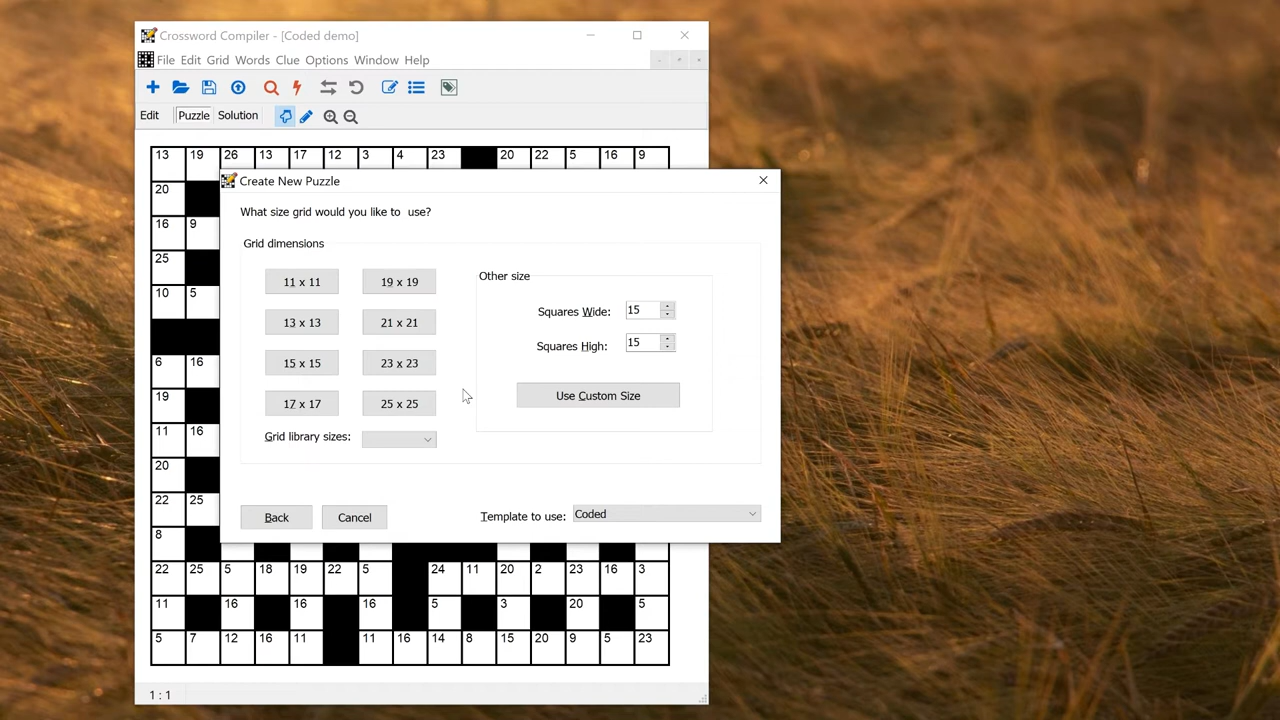 Crossword Compiler - [Coded demo]
File Edit Grid Words Clue Options Window Help
Edit Puzzle Solution
13 19 26 13 17 12 3 4 23 20 22 5 16 9
20
16 9
25
10 5
6 16
19
11 16
20
22 25
8
22 25 5 18 19 22 5 24 11 20 2 23 16 3
11 16 16 16 5 3 20 5
5 7 12 16 11 11 16 14 8 15 20 9 5 23
1 : 1
Create New Puzzle
What size grid would you like to use?
Grid dimensions
11 x 11 19 x 19
13 x 13 21 x 21
15 x 15 23 x 23
17 x 17 25 x 25
Grid library sizes:
Other size
Squares Wide: 15
Squares High: 15
Use Custom Size
Back Cancel Template to use: Coded